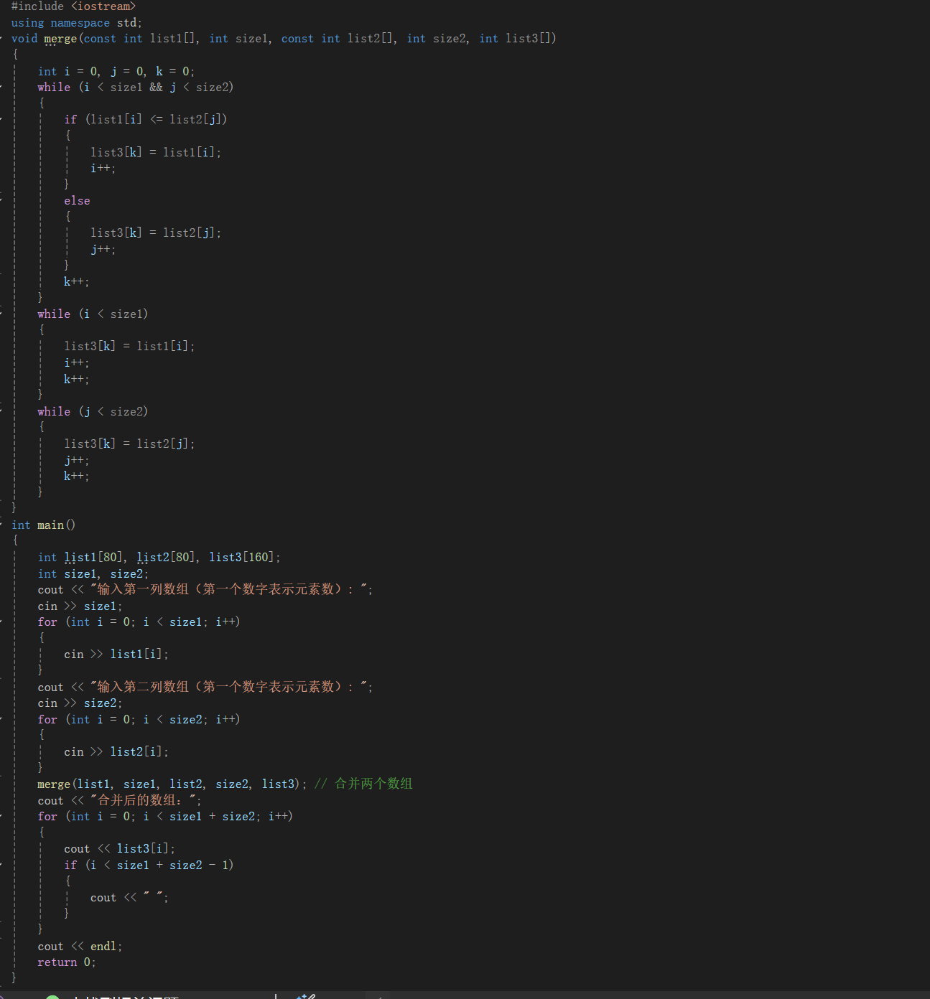 #include <iostream>
using namespace std;
void merge(const int list1[], int size1, const int list2[], int size2, int list3[])
{
    int i = 0, j = 0, k = 0;
    while (i < size1 && j < size2)
    {
        if (list1[i] <= list2[j])
        {
            list3[k] = list1[i];
            i++;
        }
        else
        {
            list3[k] = list2[j];
            j++;
        }
        k++;
    }
    while (i < size1)
    {
        list3[k] = list1[i];
        i++;
        k++;
    }
    while (j < size2)
    {
        list3[k] = list2[j];
        j++;
        k++;
    }
}
int main()
{
    int list1[80], list2[80], list3[160];
    int size1, size2;
    cout << "输入第一列数组（第一个数字表示元素数）: ";
    cin >> size1;
    for (int i = 0; i < size1; i++)
    {
        cin >> list1[i];
    }
    cout << "输入第二列数组（第一个数字表示元素数）: ";
    cin >> size2;
    for (int i = 0; i < size2; i++)
    {
        cin >> list2[i];
    }
    merge(list1, size1, list2, size2, list3); // 合并两个数组
    cout << "合并后的数组：";
    for (int i = 0; i < size1 + size2; i++)
    {
        cout << list3[i];
        if (i < size1 + size2 - 1)
        {
            cout << " ";
        }
    }
    cout << endl;
    return 0;
}